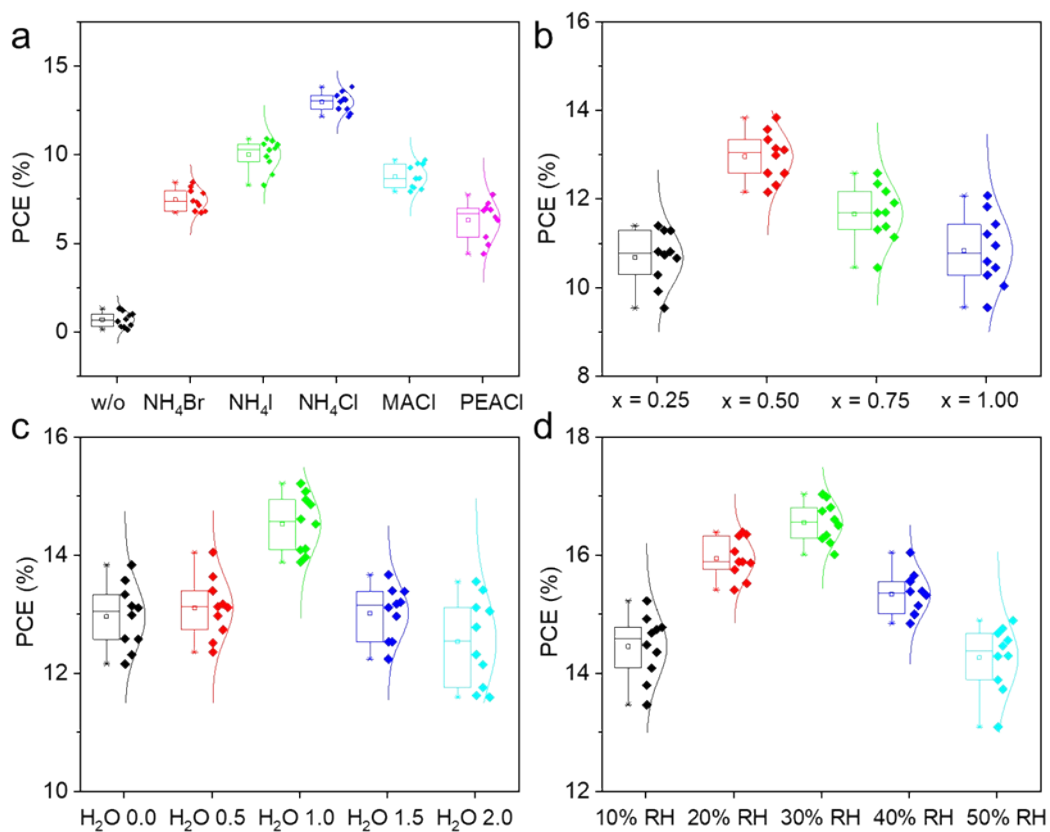 a
PCE (%)
15
10
5
0
w/o NH₄Br NH₄I NH₄Cl MACl PEACl
b
PCE (%)
16
14
12
10
8
x = 0.25 x = 0.50 x = 0.75 x = 1.00
c
PCE (%)
16
14
12
10
H₂O 0.0 H₂O 0.5 H₂O 1.0 H₂O 1.5 H₂O 2.0
d
PCE (%)
18
16
14
12
10% RH 20% RH 30% RH 40% RH 50% RH